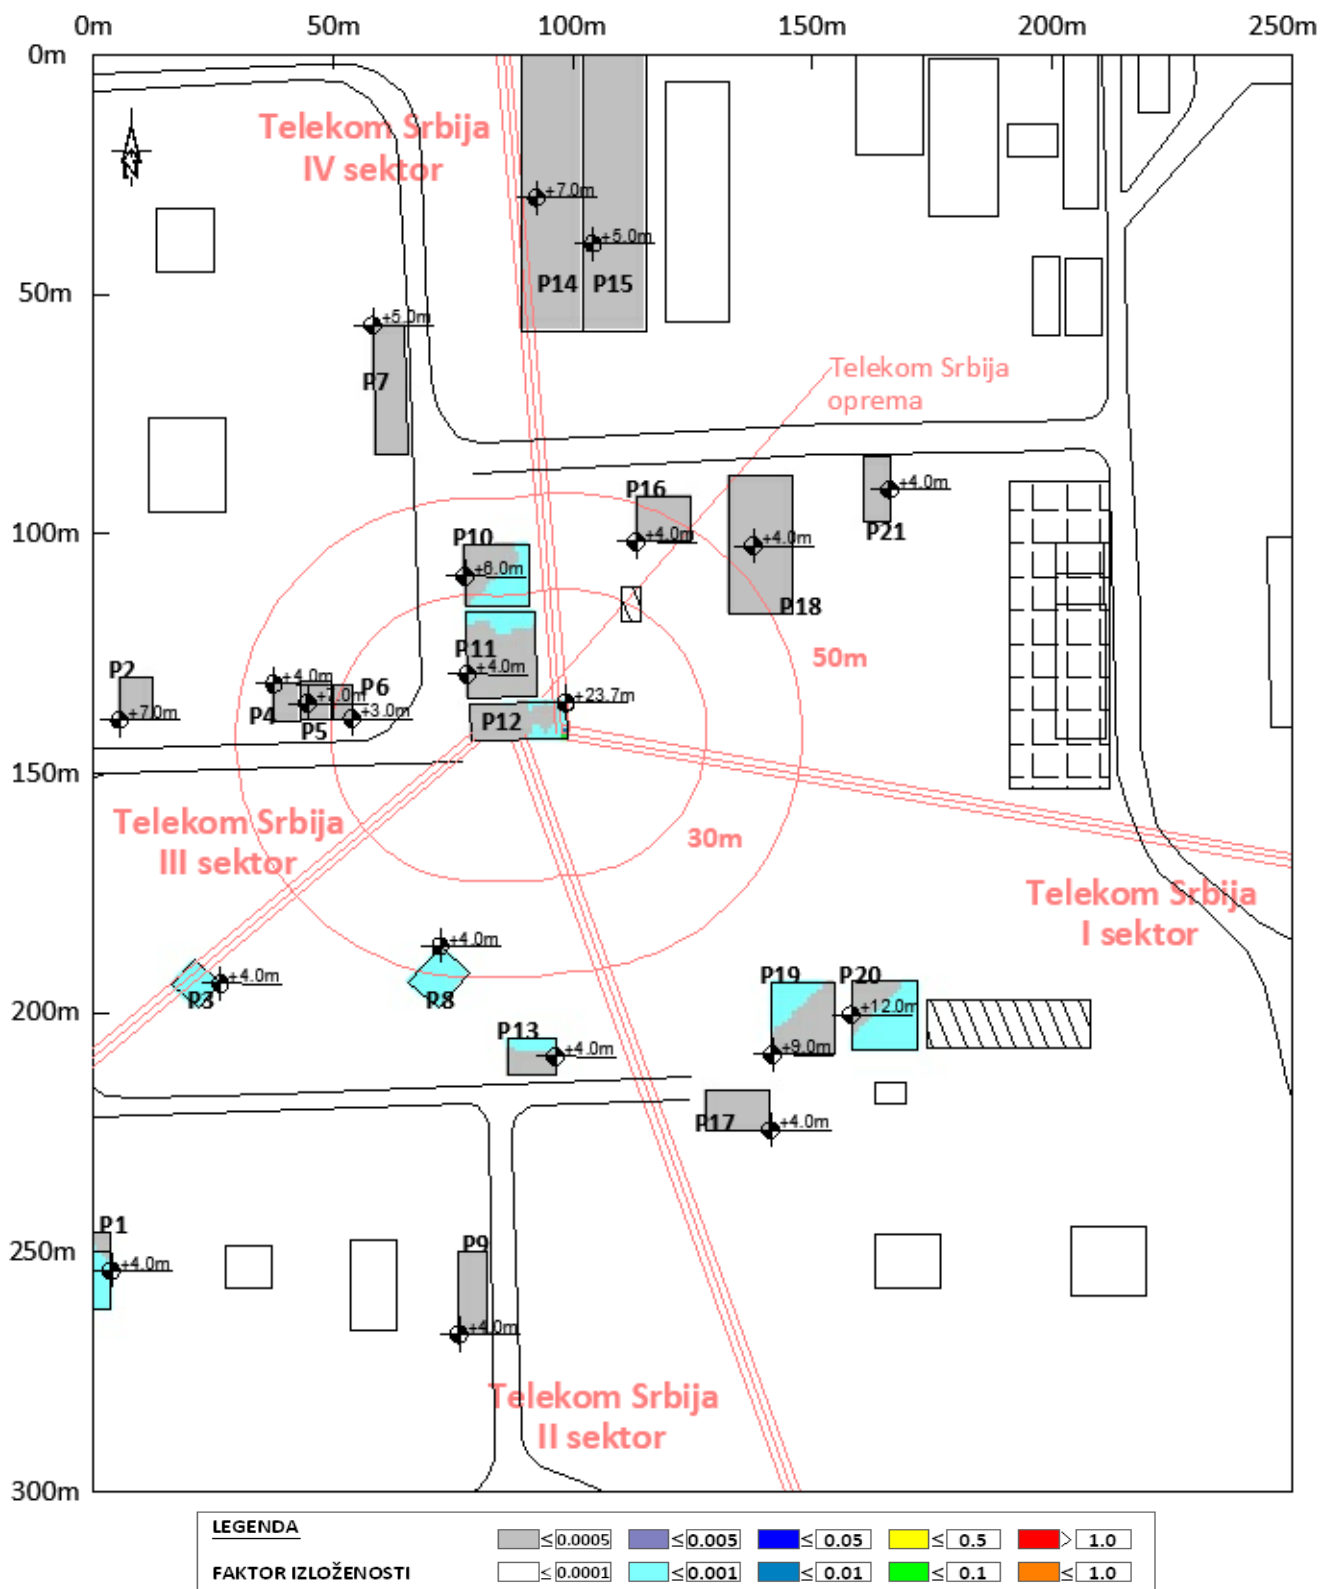 0m 50m 100m 150m 200m 250m
0m
Telekom Srbija
IV sektor
+7.0m
+5.0m
P14 P15
50m
+5.0m
P7
Telekom Srbija
oprema
P16
+4.0m
P21
100m
P10
+4.0m
+4.0m
+6.0m
P18
P11
50m
+4.0m
P2
+4.0m
P6
+7.0m
+23.7m
P4
+3.0m
+7.0m
P5
P12
150m
Telekom Srbija
III sektor
30m
Telekom Srbija
I sektor
+4.0m
P3
+4.0m
P8
P19 P20
200m
+12.0m
P13
+4.0m
+9.0m
P17
+4.0m
P1
250m
+4.0m
P9
+4.0m
Telekom Srbija
II sektor
300m
LEGENDA
≤ 0.0005 ≤ 0.005 ≤ 0.05 ≤ 0.5 > 1.0
FAKTOR IZLOŽENOSTI
≤ 0.0001 ≤ 0.001 ≤ 0.01 ≤ 0.1 ≤ 1.0